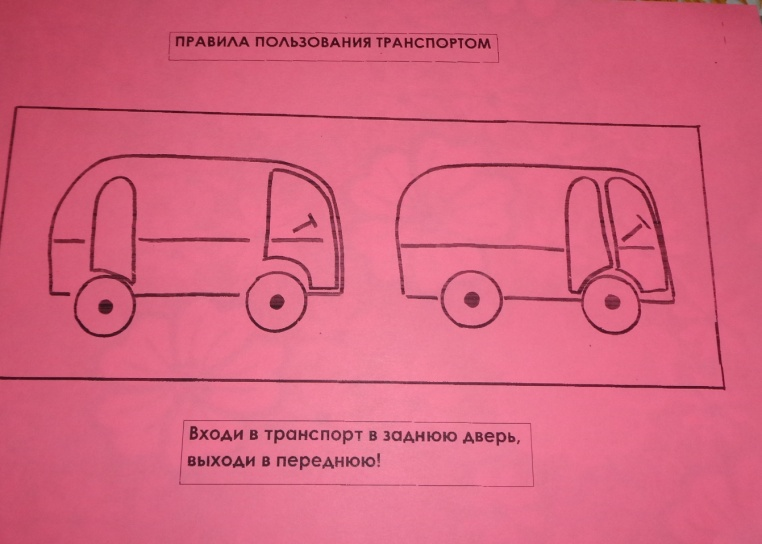 ПРАВИЛА ПОЛЬЗОВАНИЯ ТРАНСПОРТОМ
Входи в транспорт в заднюю дверь,
выходи в переднюю!